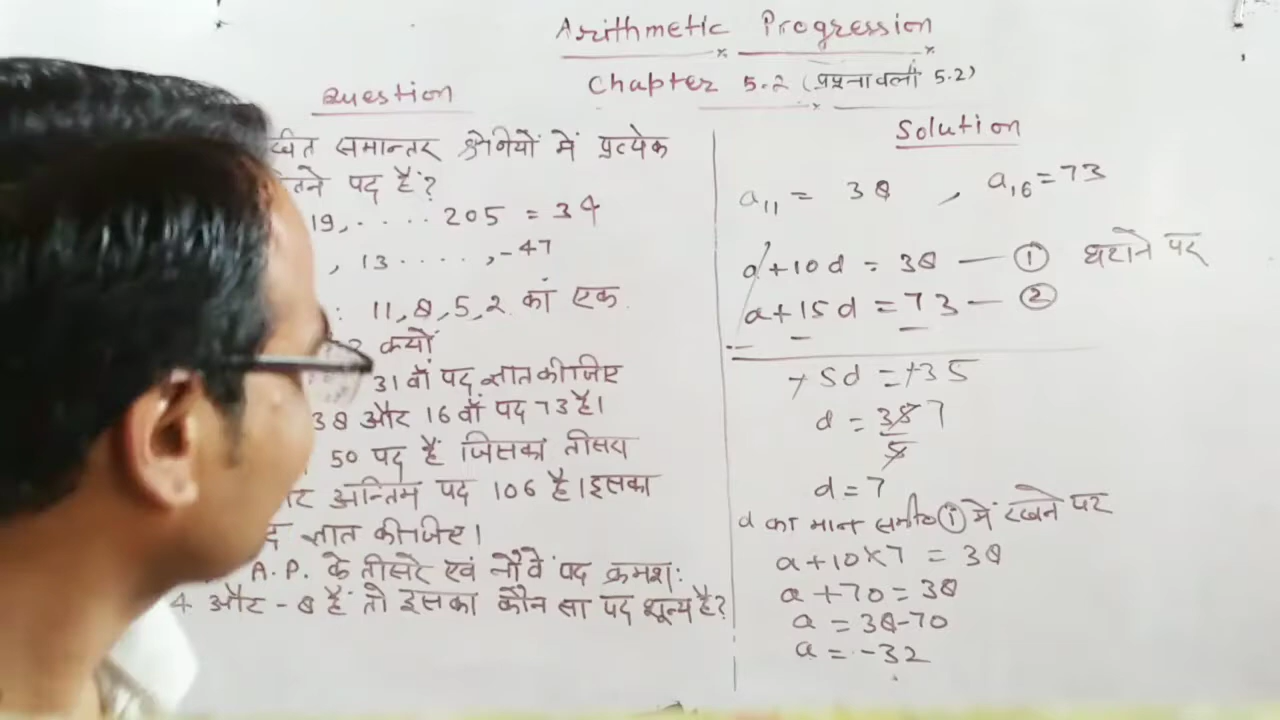 Arithmetic Progression
Chapter 5.2 (प्रश्नावली 5.2)
Question
समान्तर श्रेनीयों में प्रत्येक
पद हैं?
19, ..... 205 = 34
, 13 ....., -47
: 11, 8, 5, 2 का एक
क्यों
31 वाँ पद ज्ञात कीजिए
38 और 16 वाँ पद 73 है।
50 पद हैं जिसका तीसरा
अन्तिम पद 106 है। इसका
ज्ञात कीजिए।
A.P. के तीसरे एवं नौवें पद क्रमश:
4 और -8 हैं तो इसका कौन सा पद शून्य है?
Solution
a11 = 38 , a16 = 73
a + 10d = 38 — ① घटाने पर
a + 15d = 73 — ②
- - -
+5d = +35
d = 35/5 7
d = 7
d का मान समी० ① में रखने पर
a + 10×7 = 38
a + 70 = 38
a = 38-70
a = -32